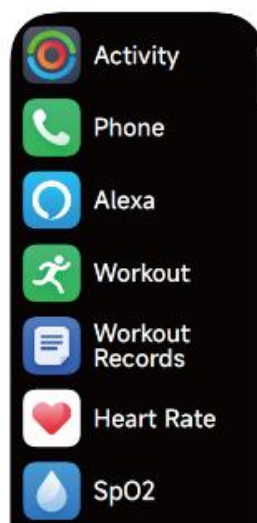 Activity
Phone
Alexa
Workout
Workout
Records
Heart Rate
SpO2